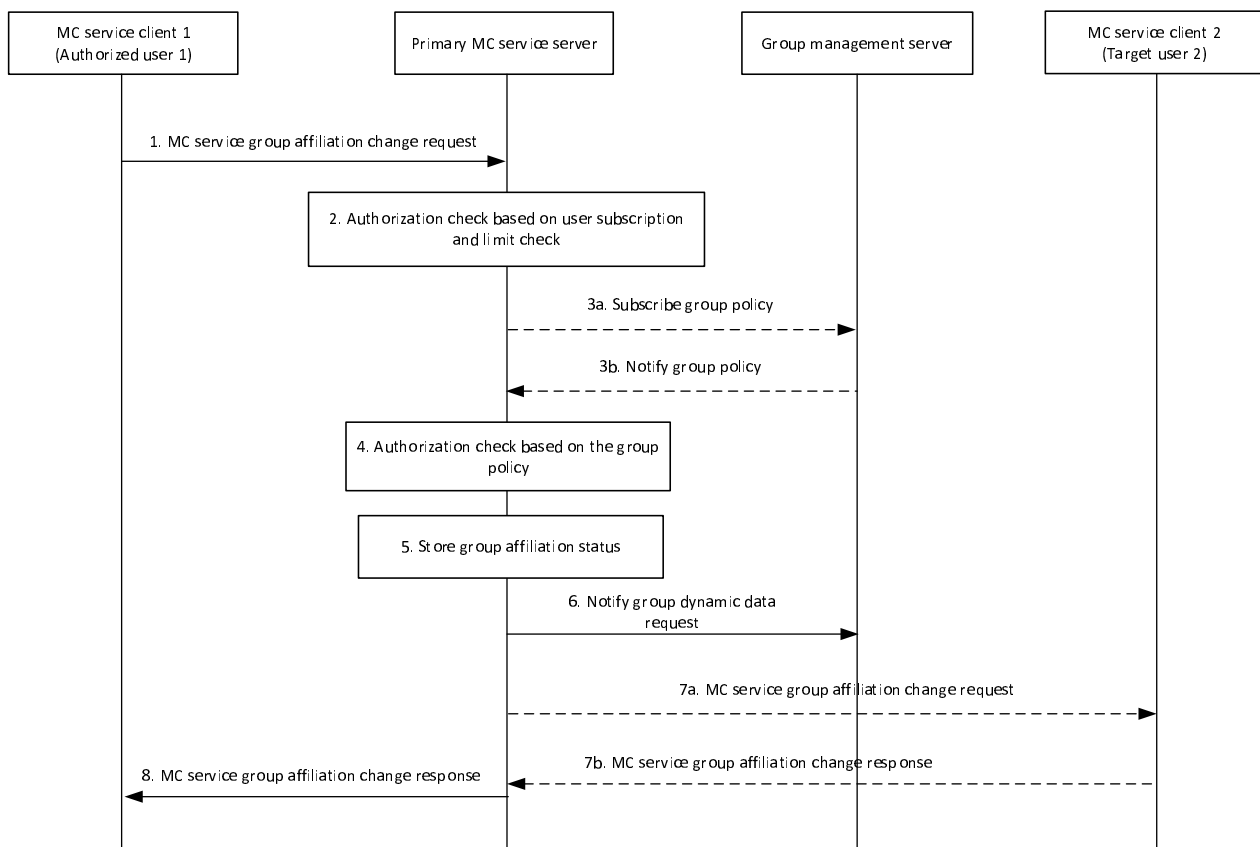 MC service client 1
(Authorized user 1)
Primary MC service server
Group management server
MC service client 2
(Target user 2)
1. MC service group affiliation change request
2. Authorization check based on user subscription
and limit check
3a. Subscribe group policy
3b. Notify group policy
4. Authorization check based on the group
policy
5. Store group affiliation status
6. Notify group dynamic data
request
7a. MC service group affiliation change request
7b. MC service group affiliation change response
8. MC service group affiliation change response